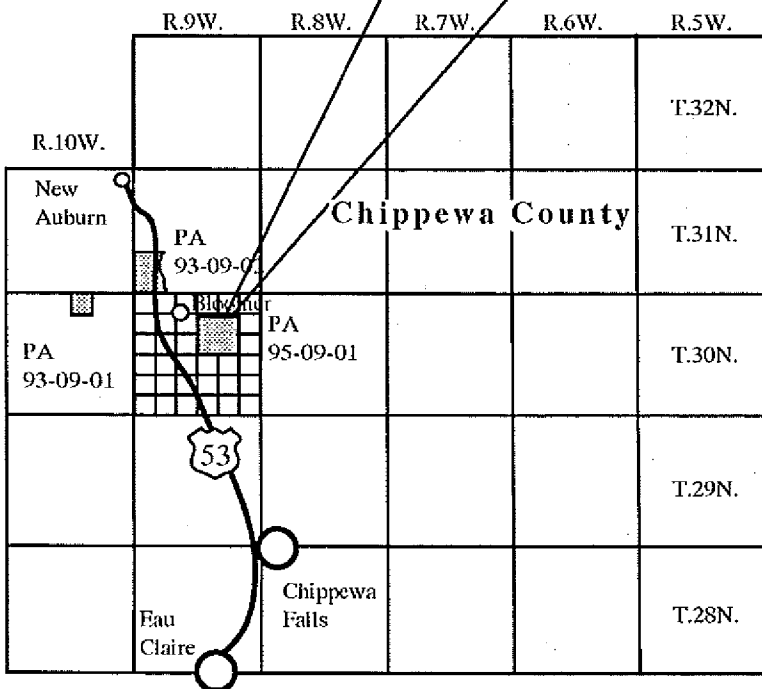 R.9W. R.8W. R.7W. R.6W. R.5W.
T.32N.
R.10W.
New
Auburn
Chippewa County
T.31N.
PA
PA
95-09-01
PA
93-09-01
T.30N.
53
T.29N.
Chippewa
Falls
Eau
Claire
T.28N.